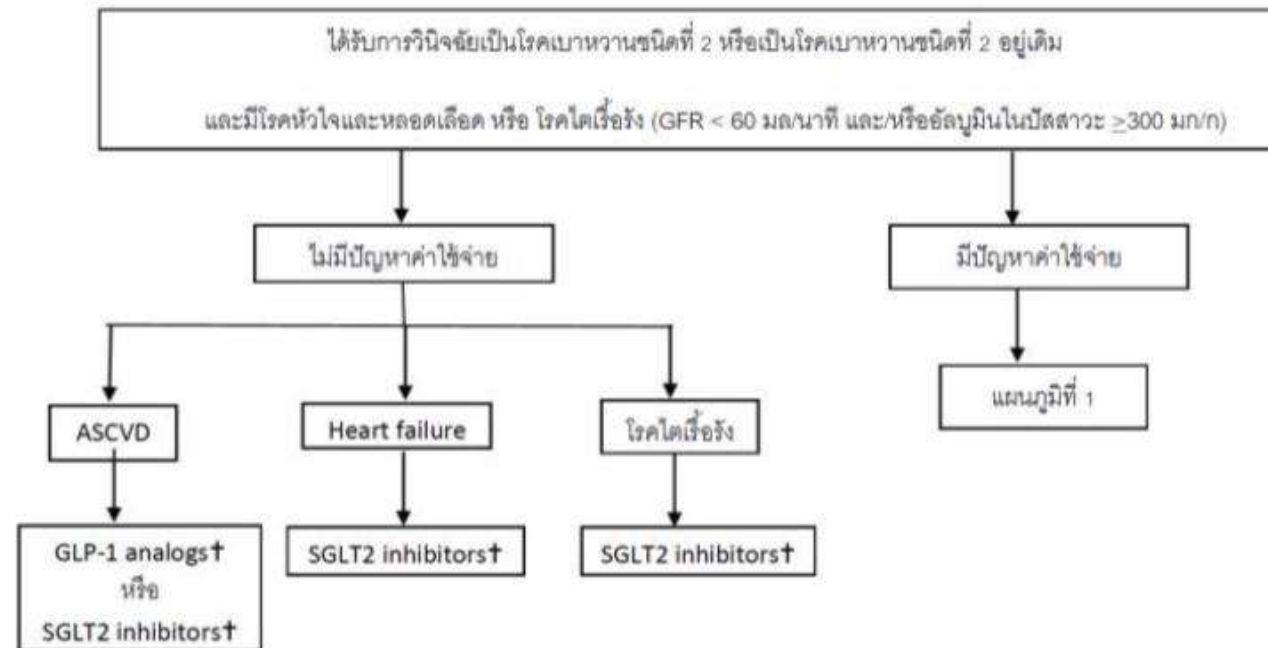 ได้รับการวินิจฉัยเป็นโรคเบาหวานชนิดที่ 2 หรือเป็นโรคเบาหวานชนิดที่ 2 อยู่เดิม
และมีโรคหัวใจและหลอดเลือด หรือ โรคไตเรื้อรัง (GFR < 60 มล/นาที และ/หรืออัลบูมินในปัสสาวะ ≥300 มก/ก)
ไม่มีปัญหาค่าใช้จ่าย
มีปัญหาค่าใช้จ่าย
แผนภูมิที่ 1
ASCVD
Heart failure
โรคไตเรื้อรัง
GLP-1 analogs✝
หรือ
SGLT2 inhibitors✝
SGLT2 inhibitors✝
SGLT2 inhibitors✝